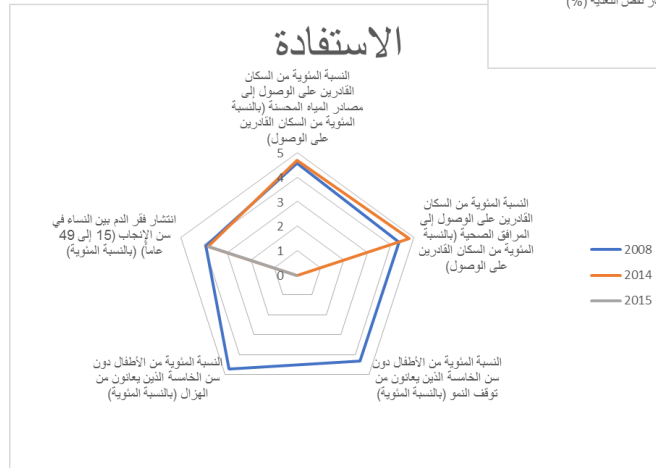 نقص التغذية (%)
الاستفادة
النسبة المئوية من السكان
القادرين على الوصول إلى
مصادر المياه المحسنة (بالنسبة
المئوية من السكان القادرين
على الوصول)
5
4
3
2
1
0
النسبة المئوية من السكان
القادرين على الوصول إلى
المرافق الصحية (بالنسبة
المئوية من السكان القادرين
على الوصول)
انتشار فقر الدم بين النساء في
سن الإنجاب (15 إلى 49
عاماً) (بالنسبة المئوية)
2008
2014
2015
النسبة المئوية من الأطفال دون
سن الخامسة الذين يعانون من
توقف النمو (بالنسبة المئوية)
النسبة المئوية من الأطفال دون
سن الخامسة الذين يعانون من
الهزال (بالنسبة المئوية)